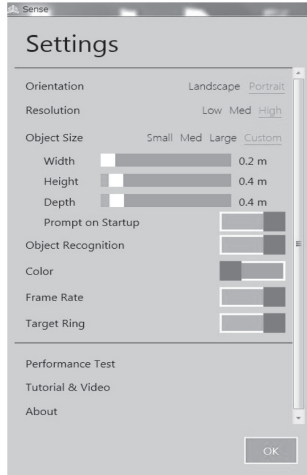 Sense
Settings
Orientation Landscape Portrait
Resolution Low Med High
Object Size Small Med Large Custom
Width 0.2 m
Height 0.4 m
Depth 0.4 m
Prompt on Startup
Object Recognition
Color
Frame Rate
Target Ring
Performance Test
Tutorial & Video
About
OK